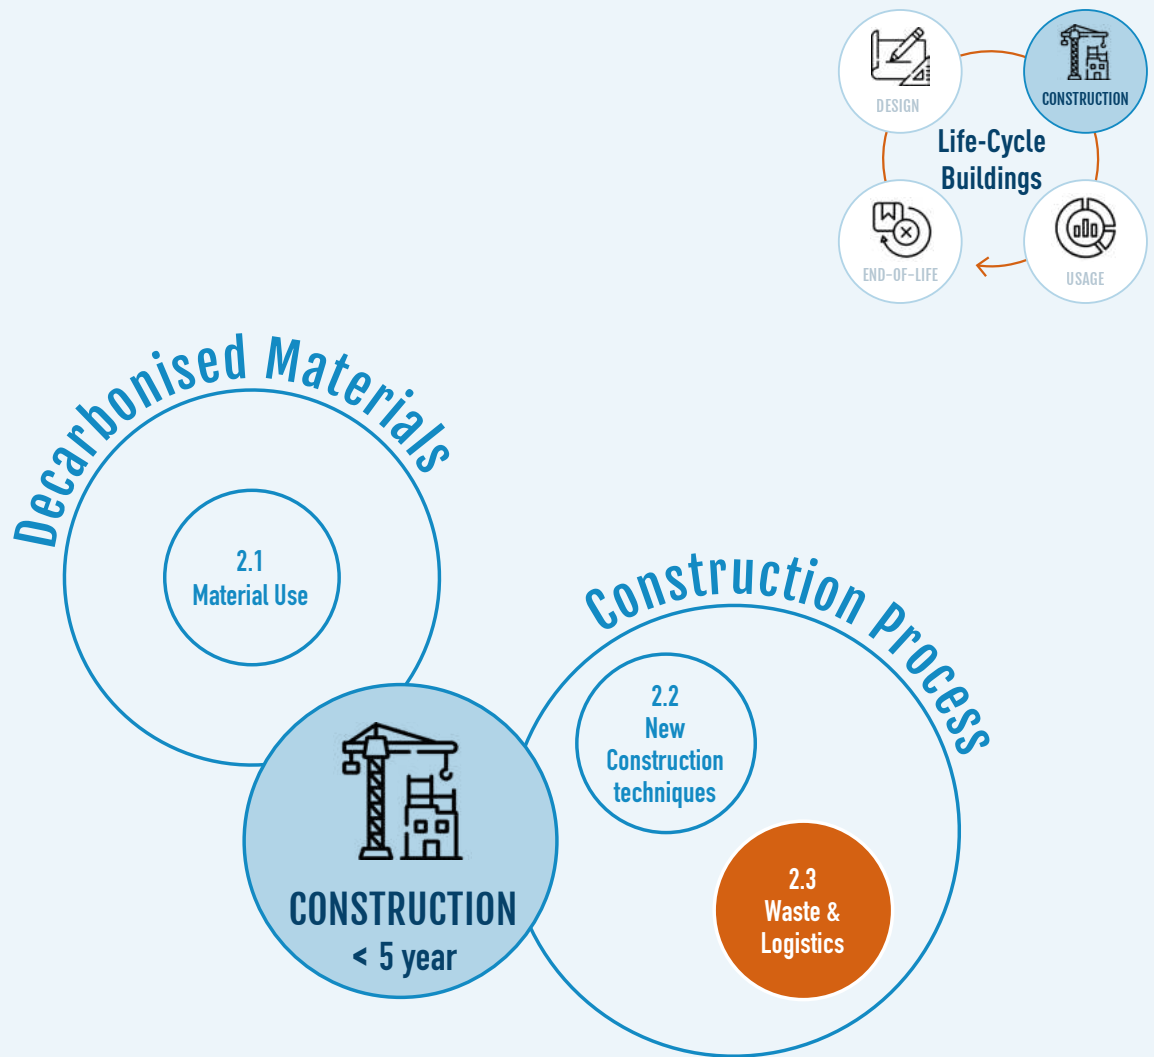 DESIGN
CONSTRUCTION
Life-Cycle
Buildings
END-OF-LIFE
USAGE
Decarbonised Materials
2.1
Material Use
Construction Process
2.2
New
Construction
techniques
2.3
Waste &
Logistics
CONSTRUCTION
< 5 year